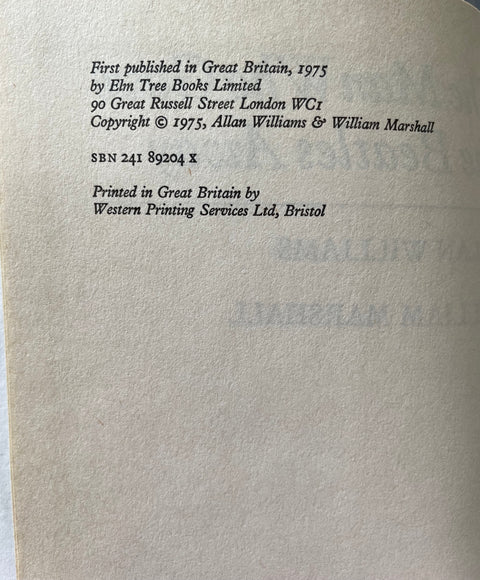 First published in Great Britain, 1975
by Elm Tree Books Limited
90 Great Russell Street London WC1
Copyright © 1975, Allan Williams & William Marshall
SBN 241 89204 X
Printed in Great Britain by
Western Printing Services Ltd, Bristol